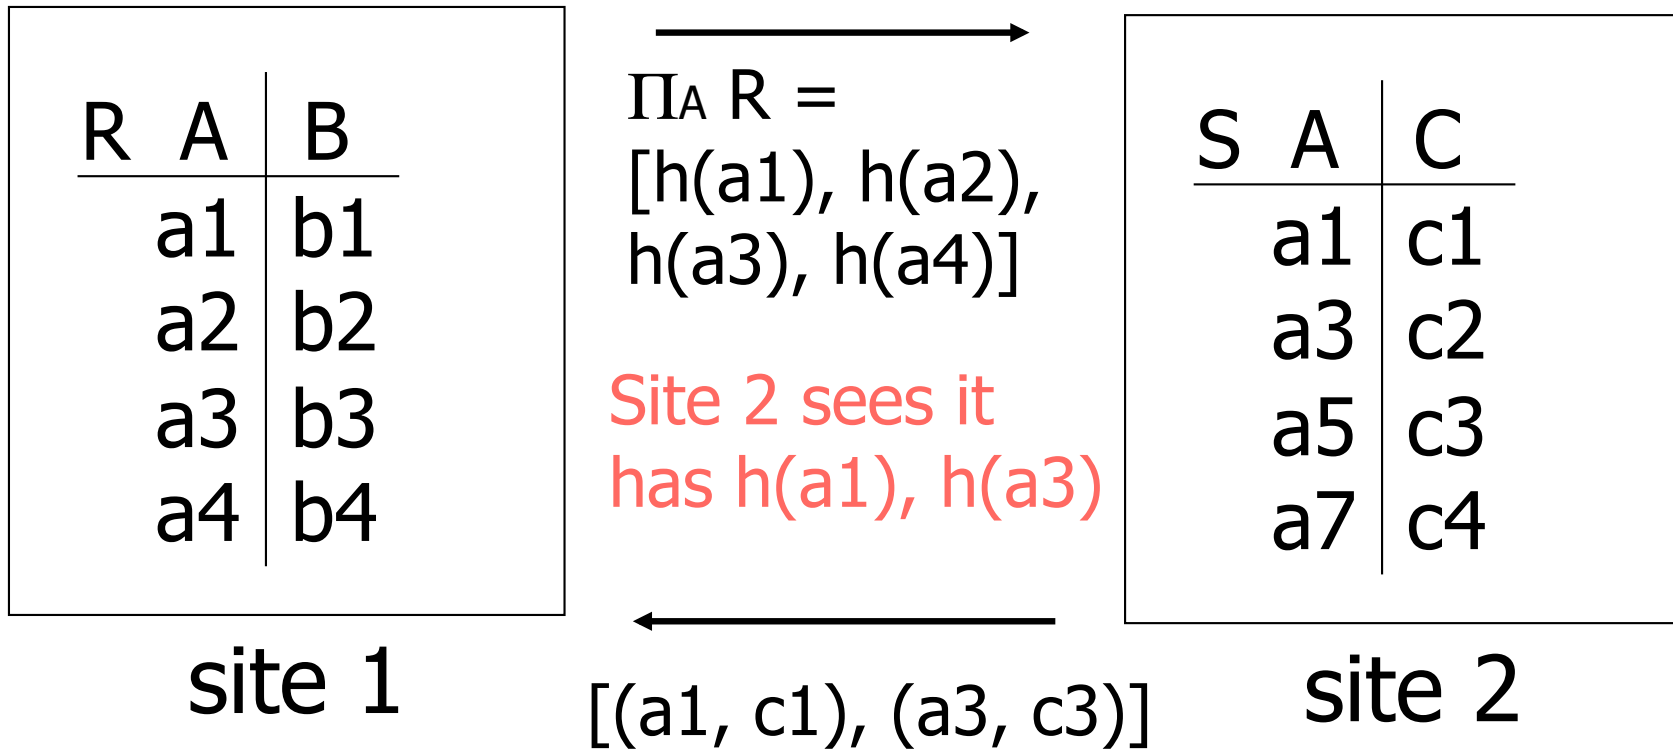 R A B
a1 b1
a2 b2
a3 b3
a4 b4
site 1
ΠA R =
[h(a1), h(a2),
h(a3), h(a4)]
Site 2 sees it
has h(a1), h(a3)
[(a1, c1), (a3, c3)]
S A C
a1 c1
a3 c2
a5 c3
a7 c4
site 2